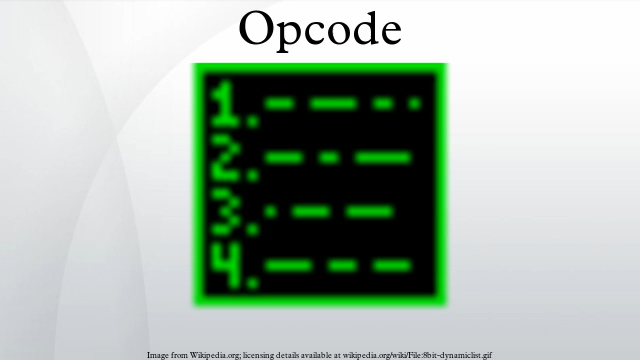 Opcode
1.
2.
3.
4.
Image from Wikipedia.org; licensing details available at wikipedia.org/wiki/File:8bit-dynamiclist.gif